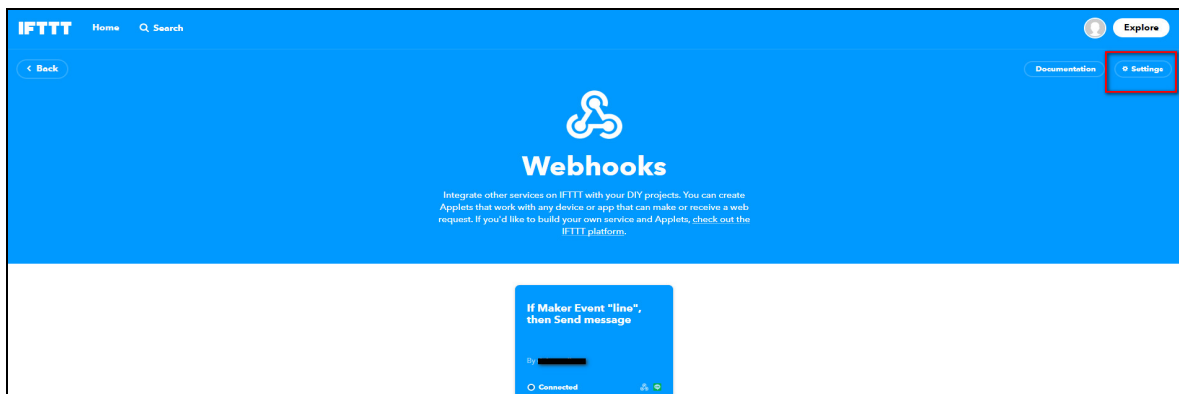 IFTTT Home Search Explore
< Back Documentation Settings
Webhooks
Integrate other services on IFTTT with your DIY projects. You can create
Applets that work with any device or app that can make or receive a web
request. If you'd like to build your own service and Applets, check out the
IFTTT platform.
If Maker Event "line",
then Send message
By
Connected